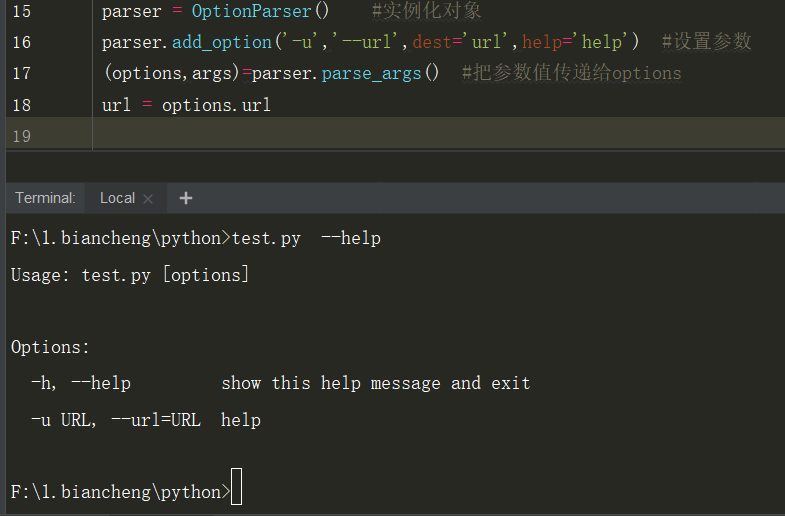 15 parser = OptionParser() #实例化对象
16 parser.add_option('-u','--url',dest='url',help='help') #设置参数
17 (options,args)=parser.parse_args() #把参数值传递给options
18 url = options.url
19
Terminal: Local × +
F:\1.biancheng\python>test.py --help
Usage: test.py [options]
Options:
-h, --help show this help message and exit
-u URL, --url=URL help
F:\1.biancheng\python>